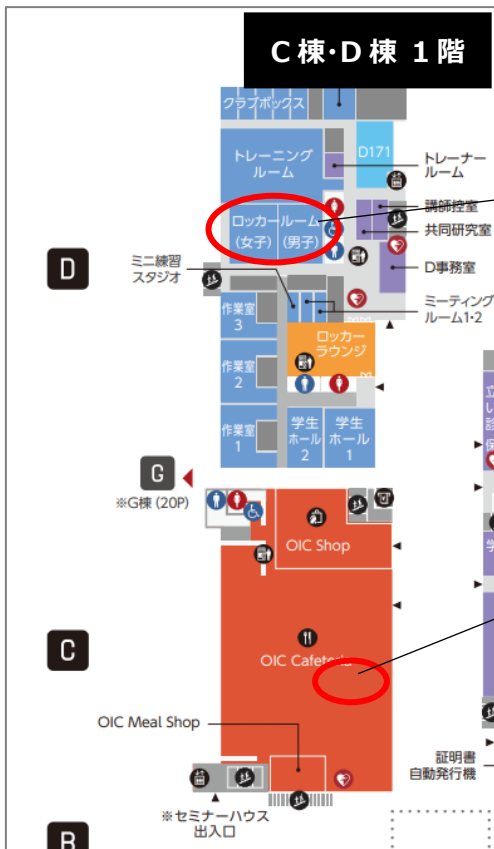 C棟・D棟 1階
クラブボックス
トレーニング
ルーム
D171
トレーナー
ルーム
ロッカールーム
(女子) (男子)
講師控室
共同研究室
D事務室
D
ミニ練習
スタジオ
ミーティング
ルーム1・2
作業室
3
ロッカー
ラウンジ
作業室
2
作業室
1
学生
ホール
2
学生
ホール
1
G
※G棟 (20P)
OIC Shop
C
OIC Cafeteria
OIC Meal Shop
※セミナーハウス
出入口
証明書
自動発行機
B